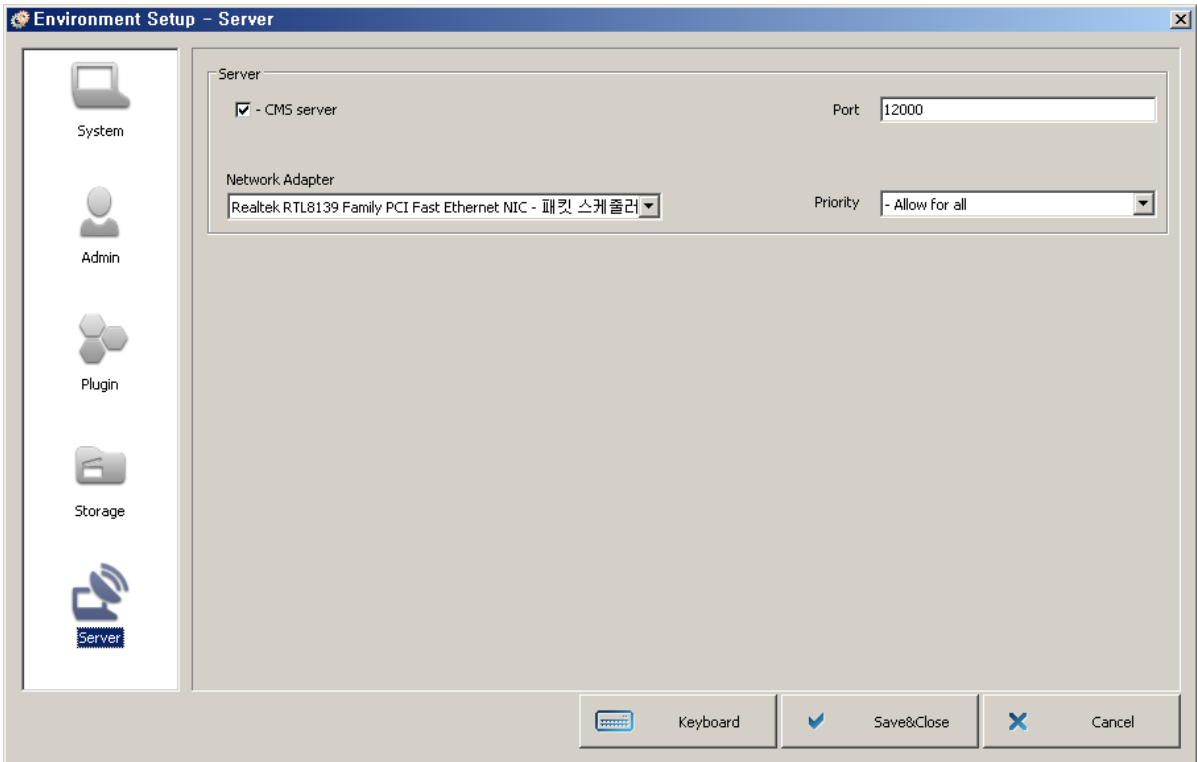 Environment Setup - Server
System
Admin
Plugin
Storage
Server
Server
- CMS server
Port 12000
Network Adapter
Realtek RTL8139 Family PCI Fast Ethernet NIC - 패킷 스케줄러
Priority - Allow for all
Keyboard Save&Close Cancel